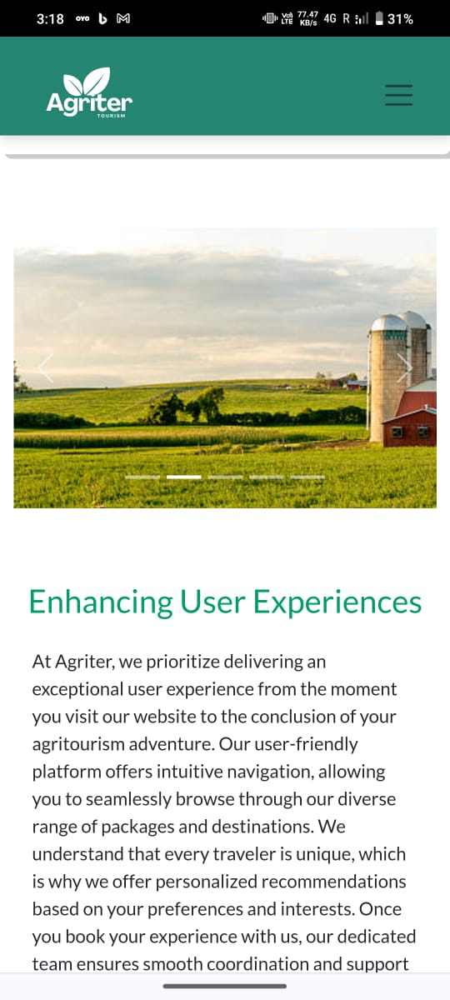 3:18 OVO b M Vo) LTE 77.47 KB/s 4G R 31%
Agriter
TOURISM
Enhancing User Experiences
At Agriter, we prioritize delivering an
exceptional user experience from the moment
you visit our website to the conclusion of your
agritourism adventure. Our user-friendly
platform offers intuitive navigation, allowing
you to seamlessly browse through our diverse
range of packages and destinations. We
understand that every traveler is unique, which
is why we offer personalized recommendations
based on your preferences and interests. Once
you book your experience with us, our dedicated
team ensures smooth coordination and support